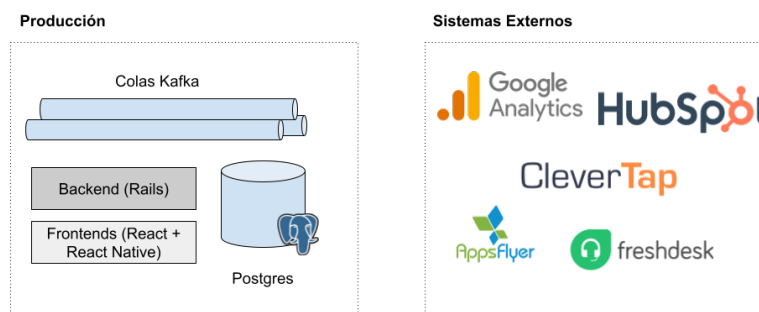 Producción
Sistemas Externos
Colas Kafka
Backend (Rails)
Frontends (React +
React Native)
Postgres
Google
Analytics
HubSpot
CleverTap
AppsFlyer
freshdesk